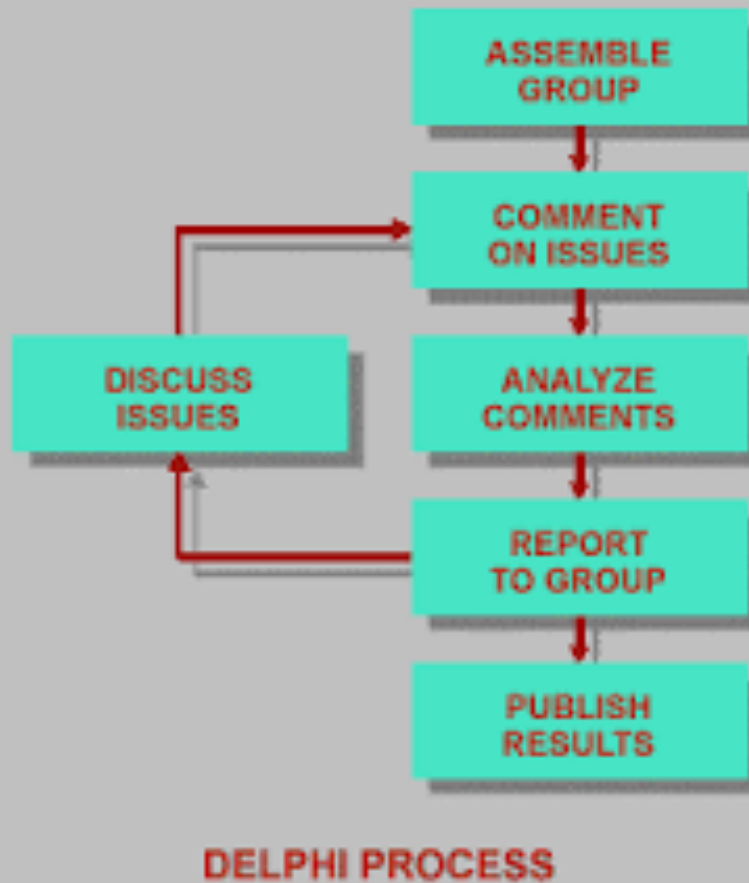 ASSEMBLE
GROUP
COMMENT
ON ISSUES
DISCUSS
ISSUES
ANALYZE
COMMENTS
REPORT
TO GROUP
PUBLISH
RESULTS
DELPHI PROCESS